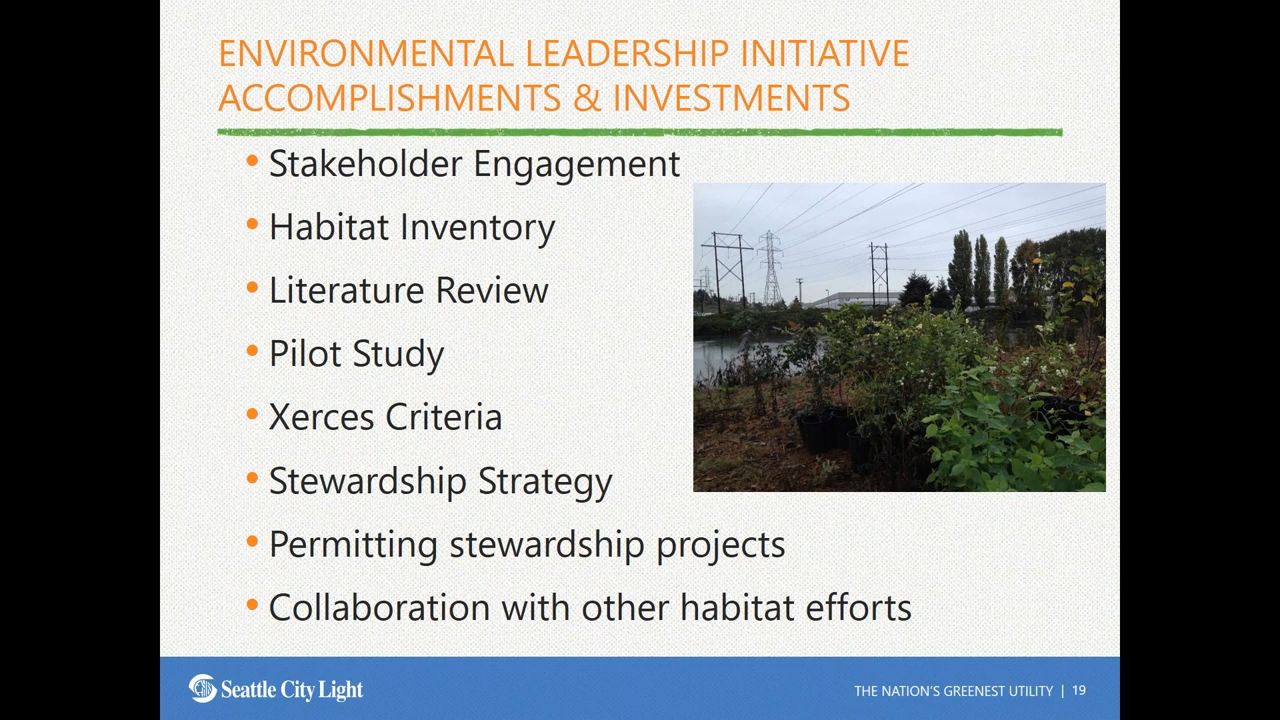 ENVIRONMENTAL LEADERSHIP INITIATIVE
ACCOMPLISHMENTS & INVESTMENTS
• Stakeholder Engagement
• Habitat Inventory
• Literature Review
• Pilot Study
• Xerces Criteria
• Stewardship Strategy
• Permitting stewardship projects
• Collaboration with other habitat efforts
Seattle City Light
THE NATION'S GREENEST UTILITY | 19